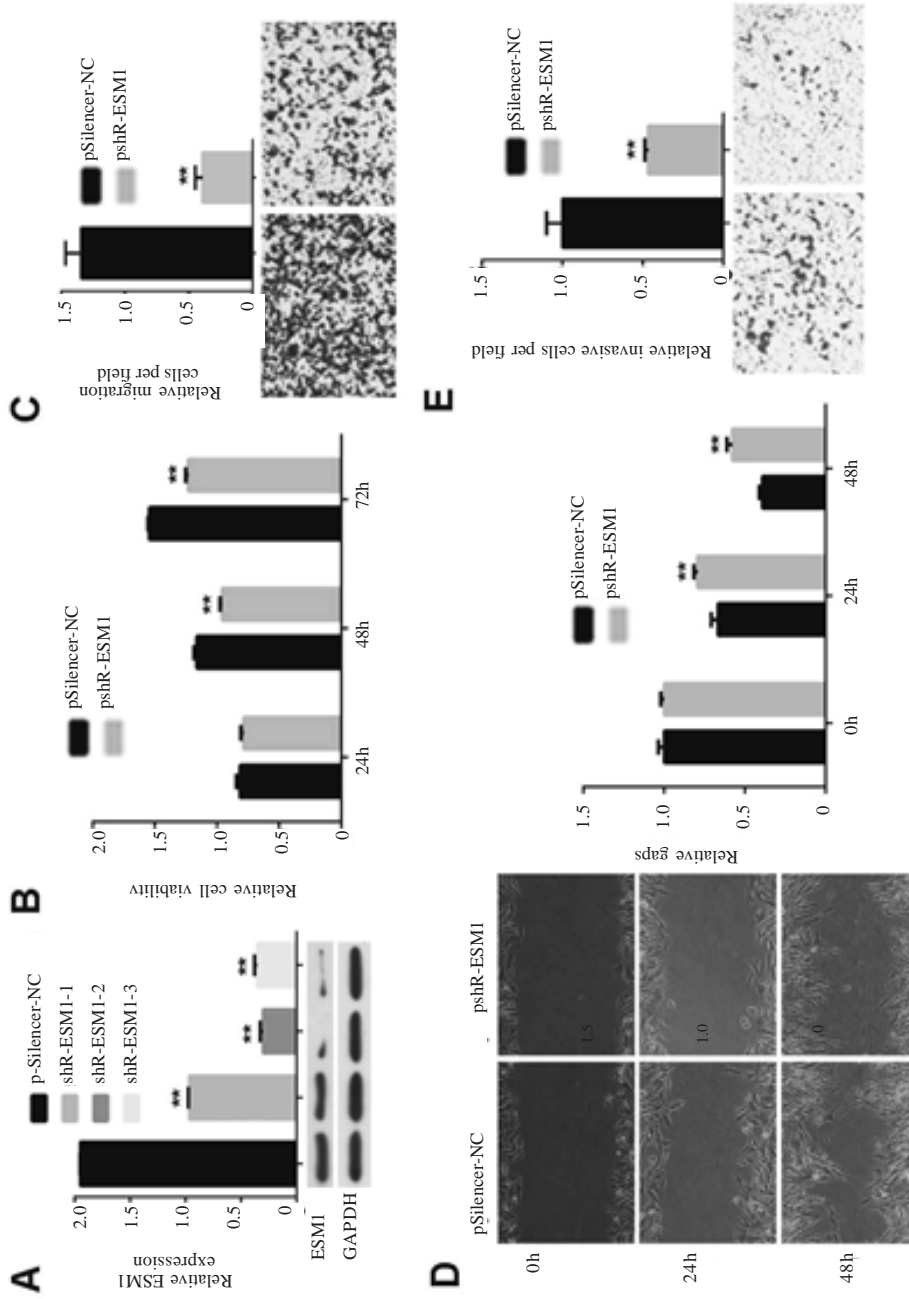 A
Relative ESM1
expression
2.0
1.5
1.0
0.5
0
p-Silencer-NC
shR-ESM1-1
shR-ESM1-2
shR-ESM1-3
**
**
**
ESM1
GAPDH
B
Relative cell viability
2.0
1.5
1.0
0.5
0
pSilencer-NC
pshR-ESM1
**
**
24h
48h
72h
C
Relative migration
cells per field
1.5
1.0
0.5
0
pSilencer-NC
pshR-ESM1
**
D
pSilencer-NC
pshR-ESM1
0h
24h
48h
1.5
1.0
0
Relative gaps
1.5
1.0
0.5
0
pSilencer-NC
pshR-ESM1
**
**
0h
24h
48h
E
Relative invasive cells per field
1.5
1.0
0.5
0
pSilencer-NC
pshR-ESM1
**